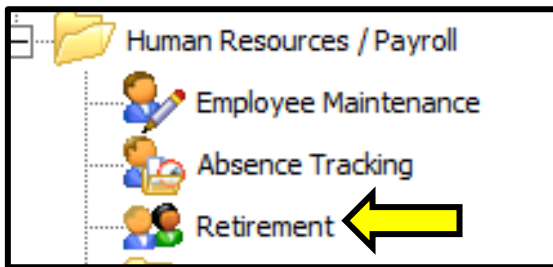 Human Resources / Payroll
Employee Maintenance
Absence Tracking
Retirement